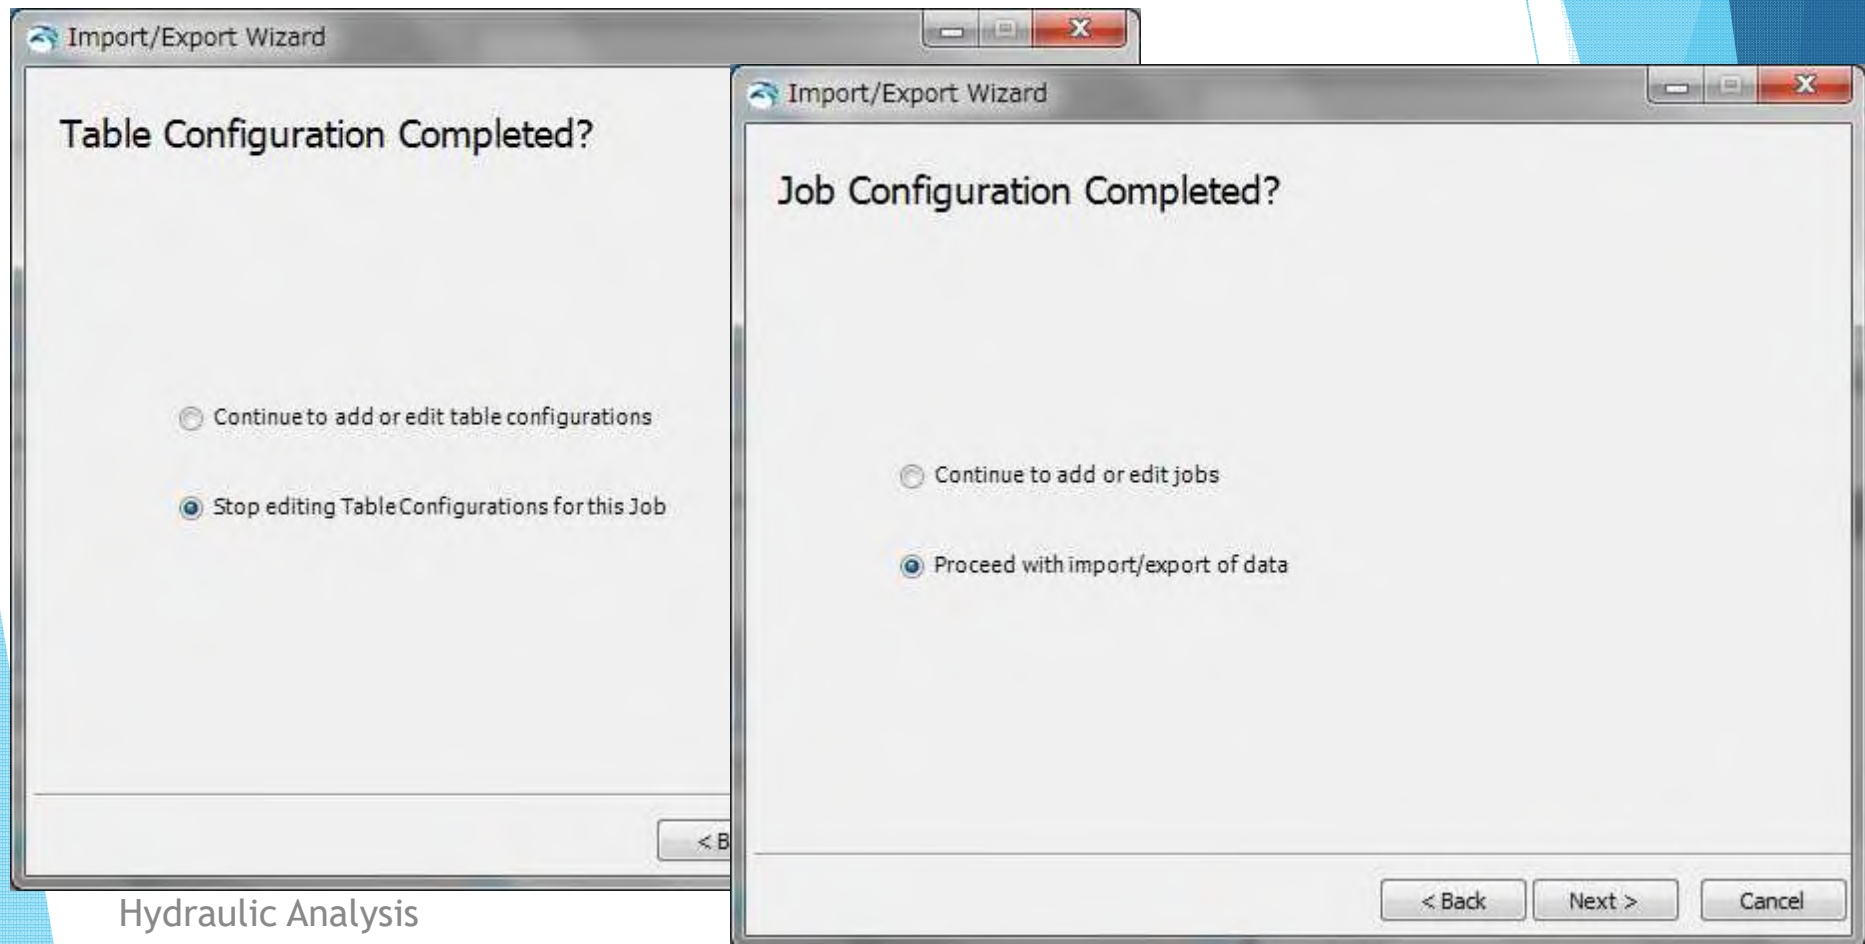 Import/Export Wizard
Table Configuration Completed?
Continue to add or edit table configurations
Stop editing Table Configurations for this Job
< B
Import/Export Wizard
Job Configuration Completed?
Continue to add or edit jobs
Proceed with import/export of data
< Back
Next >
Cancel
Hydraulic Analysis